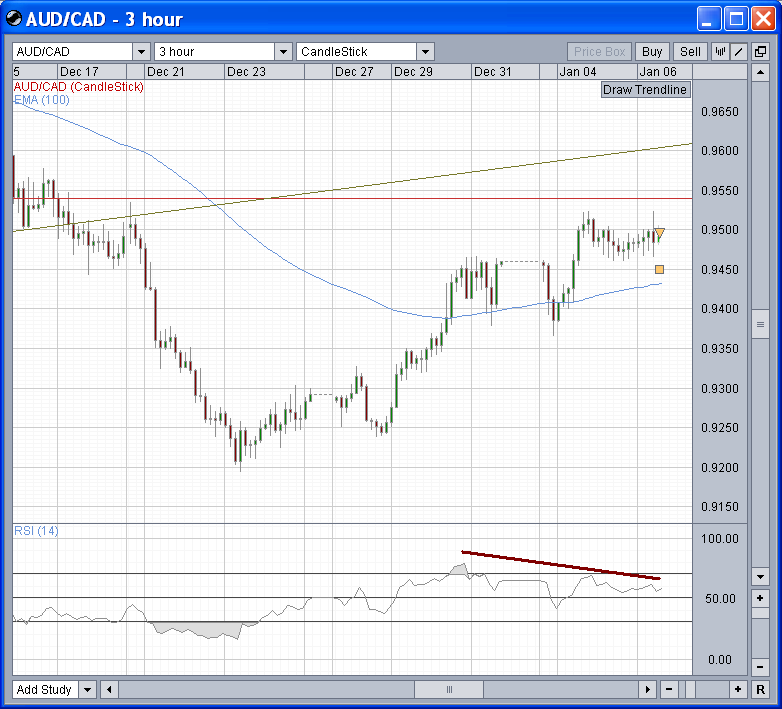 AUD/CAD - 3 hour
AUD/CAD 3 hour CandleStick Price Box Buy Sell
5 Dec 17 Dec 21 Dec 23 Dec 27 Dec 29 Dec 31 Jan 04 Jan 06
AUD/CAD (CandleStick)
Draw Trendline
EMA (100)
0.9650
0.9600
0.9550
0.9500
0.9450
0.9400
0.9350
0.9300
0.9250
0.9200
0.9150
RSI (14)
100.00
50.00
0.00
Add Study R